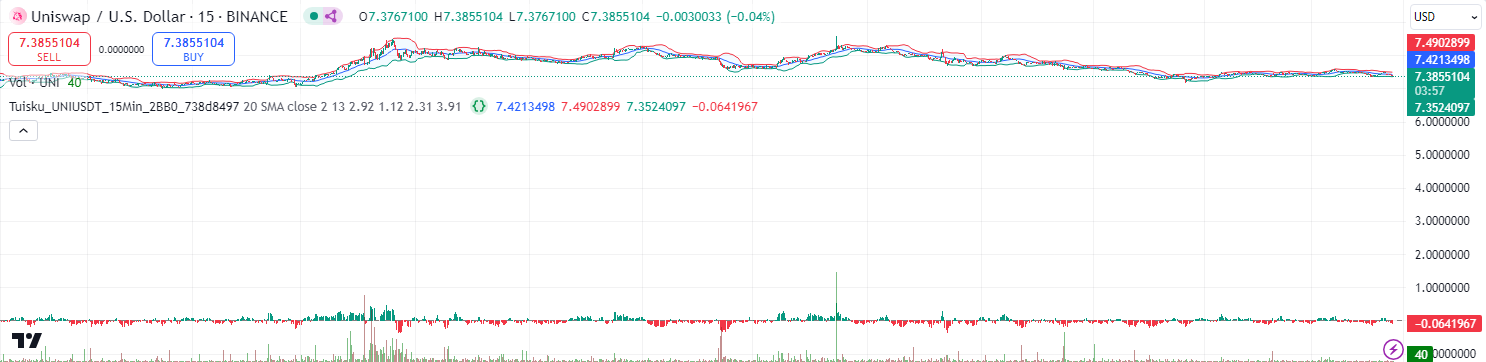 Uniswap / U.S. Dollar · 15 · BINANCE O7.3767100 H7.3855104 L7.3767100 C7.3855104 −0.0030033 (−0.04%)
USD
7.3855104 SELL
0.0000000
7.3855104 BUY
7.4902899
7.4213498
7.3855104
03:57
7.3524097
Vol · UNI 40
Tuisku_UNIUSDT_15Min_2BB0_738d8497 20 SMA close 2 13 2.92 1.12 2.31 3.91 {} 7.4213498 7.4902899 7.3524097 −0.0641967
6.0000000
5.0000000
4.0000000
3.0000000
2.0000000
1.0000000
−0.0641967
40